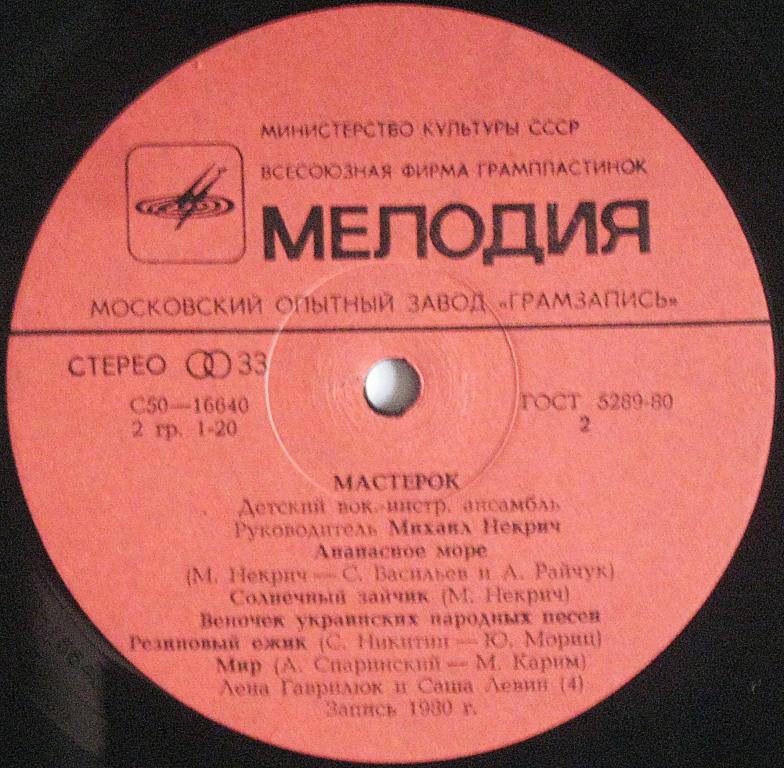 МИНИСТЕРСТВО КУЛЬТУРЫ СССР
ВСЕСОЮЗНАЯ ФИРМА ГРАМПЛАСТИНОК
МЕЛОДИЯ
МОСКОВСКИЙ ОПЫТНЫЙ ЗАВОД «ГРАМЗАПИСЬ»
СТЕРЕО 33
С50—16640
2 гр. 1-20
ГОСТ 5289-80
2
МАСТЕРОК
Детский вок.-инстр. ансамбль
Руководитель Михаил Некрич
Ананасное море
(М. Некрич — С. Васильев и А. Райчук)
Солнечный зайчик (М. Некрич)
Веночек украинских народных песен
Резиновый ежик (С. Никитин — Ю. Мориц)
Мир (А. Спаринский — М. Карим)
Лена Гаврилюк и Саша Левин (4)
Запись 1980 г.